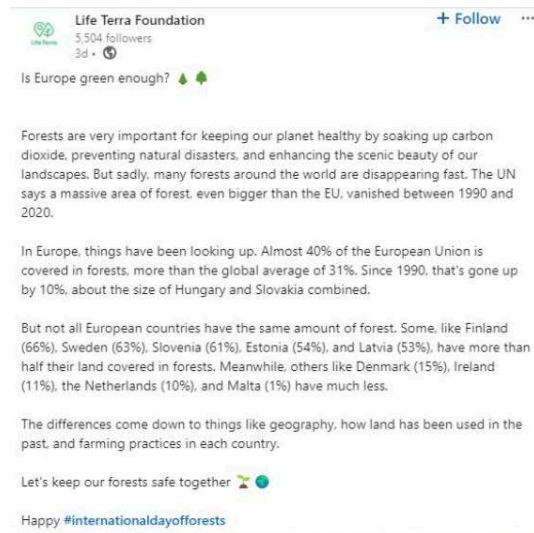 Life Terra Foundation
+ Follow ...
Life Terra
5,504 followers
3d •
Is Europe green enough? 🌲 🌳
Forests are very important for keeping our planet healthy by soaking up carbon
dioxide, preventing natural disasters, and enhancing the scenic beauty of our
landscapes. But sadly, many forests around the world are disappearing fast. The UN
says a massive area of forest, even bigger than the EU, vanished between 1990 and
2020.
In Europe, things have been looking up. Almost 40% of the European Union is
covered in forests, more than the global average of 31%. Since 1990, that's gone up
by 10%, about the size of Hungary and Slovakia combined.
But not all European countries have the same amount of forest. Some, like Finland
(66%), Sweden (63%), Slovenia (61%), Estonia (54%), and Latvia (53%), have more than
half their land covered in forests. Meanwhile, others like Denmark (15%), Ireland
(11%), the Netherlands (10%), and Malta (1%) have much less.
The differences come down to things like geography, how land has been used in the
past, and farming practices in each country.
Let's keep our forests safe together 🌱 🌍
Happy #internationaldayofforests